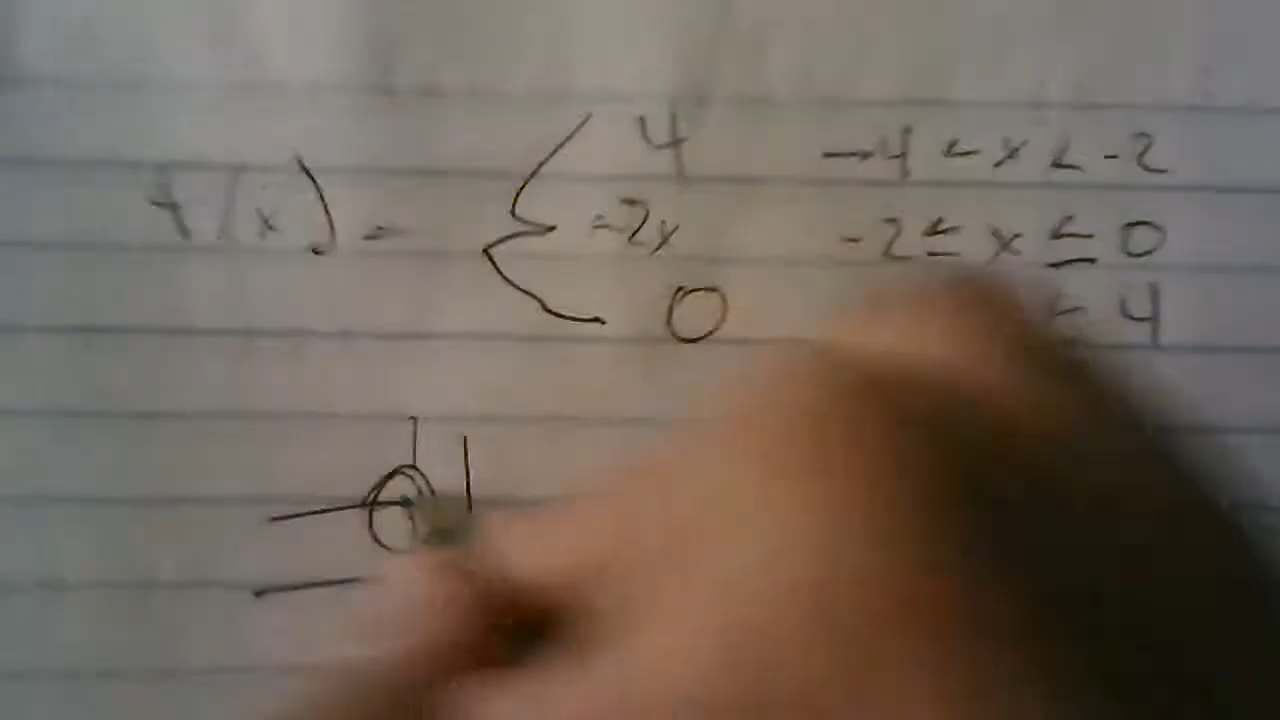 f(x) = { 4 -4 < x < -2
-2x -2 ≤ x ≤ 0
0 < 4